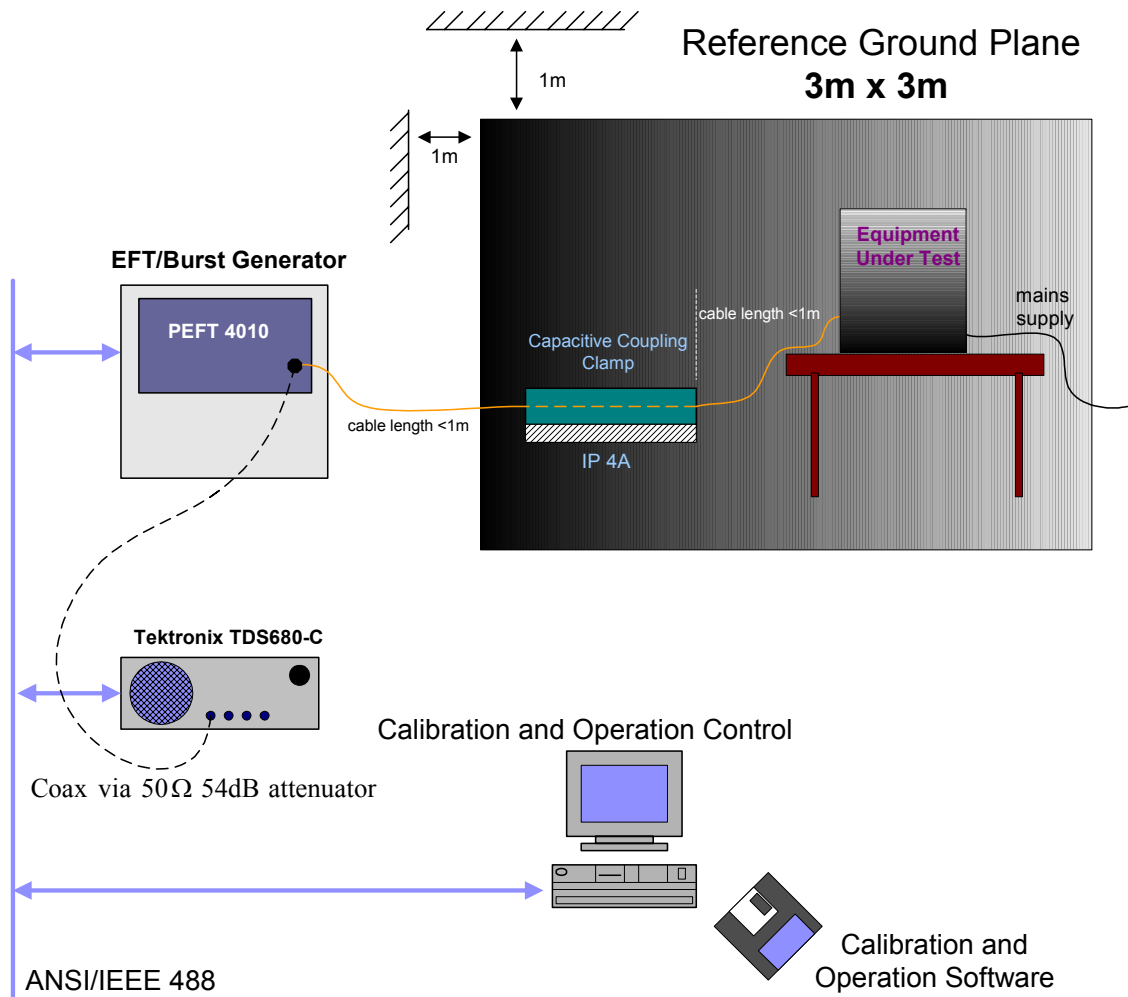 Reference Ground Plane
3m x 3m
1m
1m
EFT/Burst Generator
PEFT 4010
Equipment
Under Test
mains
supply
cable length <1m
Capacitive Coupling
Clamp
cable length <1m
IP 4A
Tektronix TDS680-C
Coax via 50Ω 54dB attenuator
Calibration and Operation Control
Calibration and
Operation Software
ANSI/IEEE 488